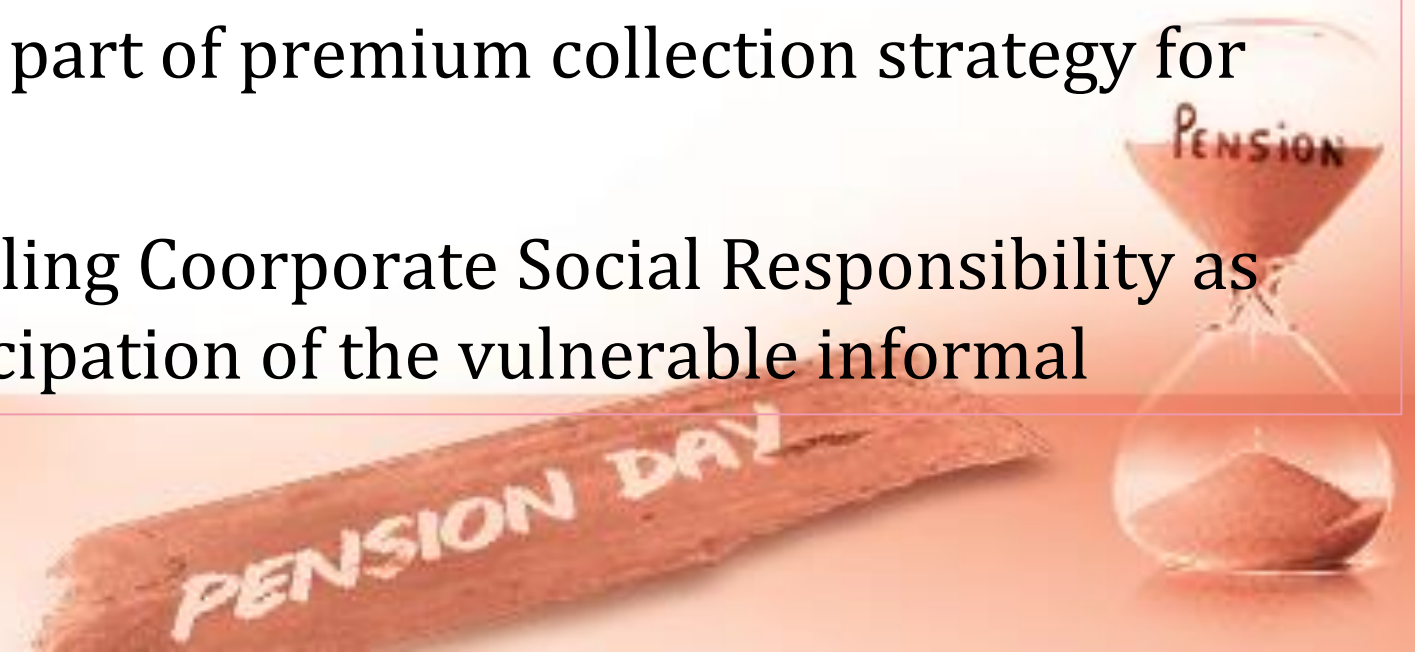 part of premium collection strategy for
PENSION
ling Coorporate Social Responsibility as
cipation of the vulnerable informal
PENSION DAY